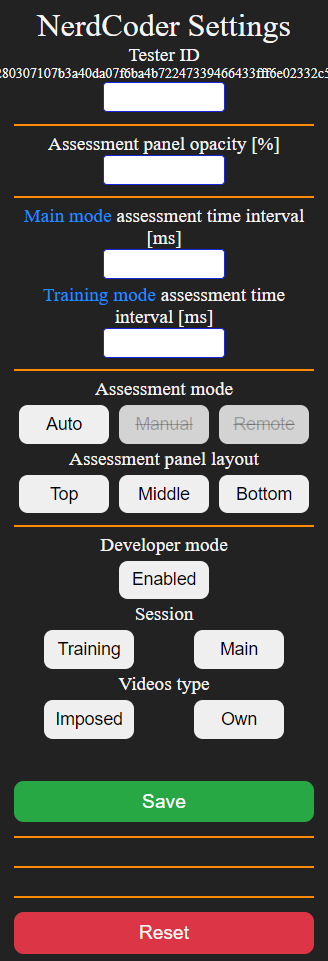 NerdCoder Settings
Tester ID
280307107b3a40da07f6ba4b72247339466433fff6e02332c5
Assessment panel opacity [%]
Main mode assessment time interval
[ms]
Training mode assessment time
interval [ms]
Assessment mode
Auto Manual Remote
Assessment panel layout
Top Middle Bottom
Developer mode
Enabled
Session
Training Main
Videos type
Imposed Own
Save
Reset